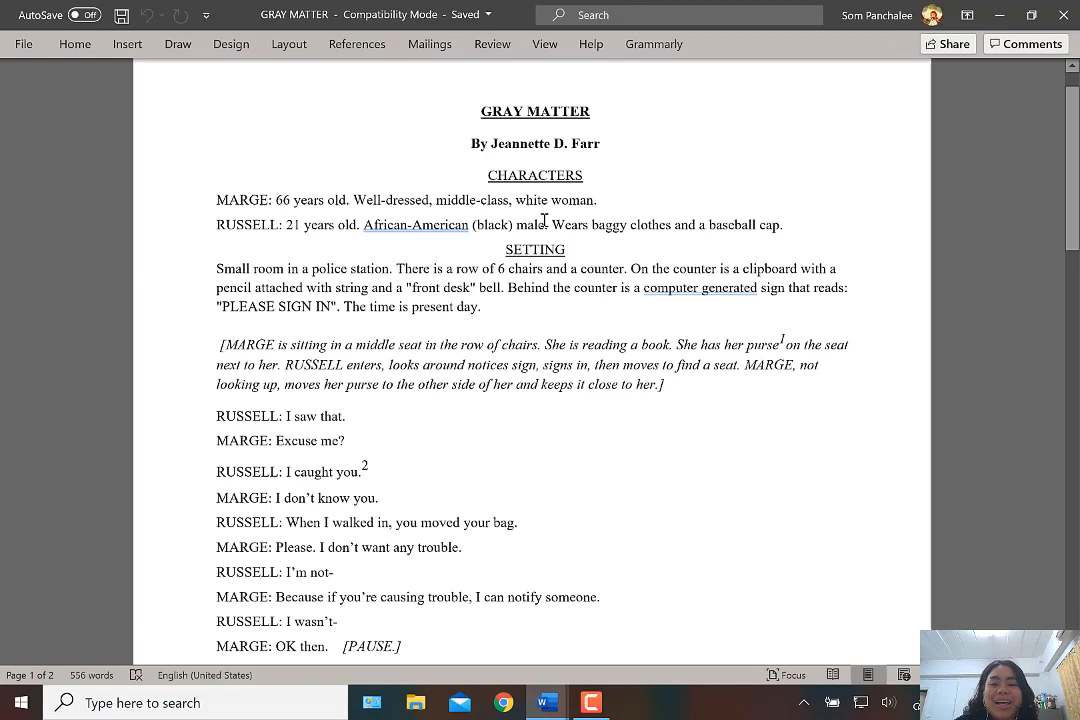 AutoSave Off GRAY MATTER - Compatibility Mode - Saved Search Som Panchalee
File Home Insert Draw Design Layout References Mailings Review View Help Grammarly Share Comments
GRAY MATTER
By Jeannette D. Farr
CHARACTERS
MARGE: 66 years old. Well-dressed, middle-class, white woman.
RUSSELL: 21 years old. African-American (black) male. Wears baggy clothes and a baseball cap.
SETTING
Small room in a police station. There is a row of 6 chairs and a counter. On the counter is a clipboard with a
pencil attached with string and a "front desk" bell. Behind the counter is a computer generated sign that reads:
"PLEASE SIGN IN". The time is present day.
[MARGE is sitting in a middle seat in the row of chairs. She is reading a book. She has her purse1 on the seat
next to her. RUSSELL enters, looks around notices sign, signs in, then moves to find a seat. MARGE, not
looking up, moves her purse to the other side of her and keeps it close to her.]
RUSSELL: I saw that.
MARGE: Excuse me?
RUSSELL: I caught you.2
MARGE: I don't know you.
RUSSELL: When I walked in, you moved your bag.
MARGE: Please. I don't want any trouble.
RUSSELL: I'm not-
MARGE: Because if you're causing trouble, I can notify someone.
RUSSELL: I wasn't-
MARGE: OK then. [PAUSE.]
Page 1 of 2 556 words English (United States) Focus
Type here to search